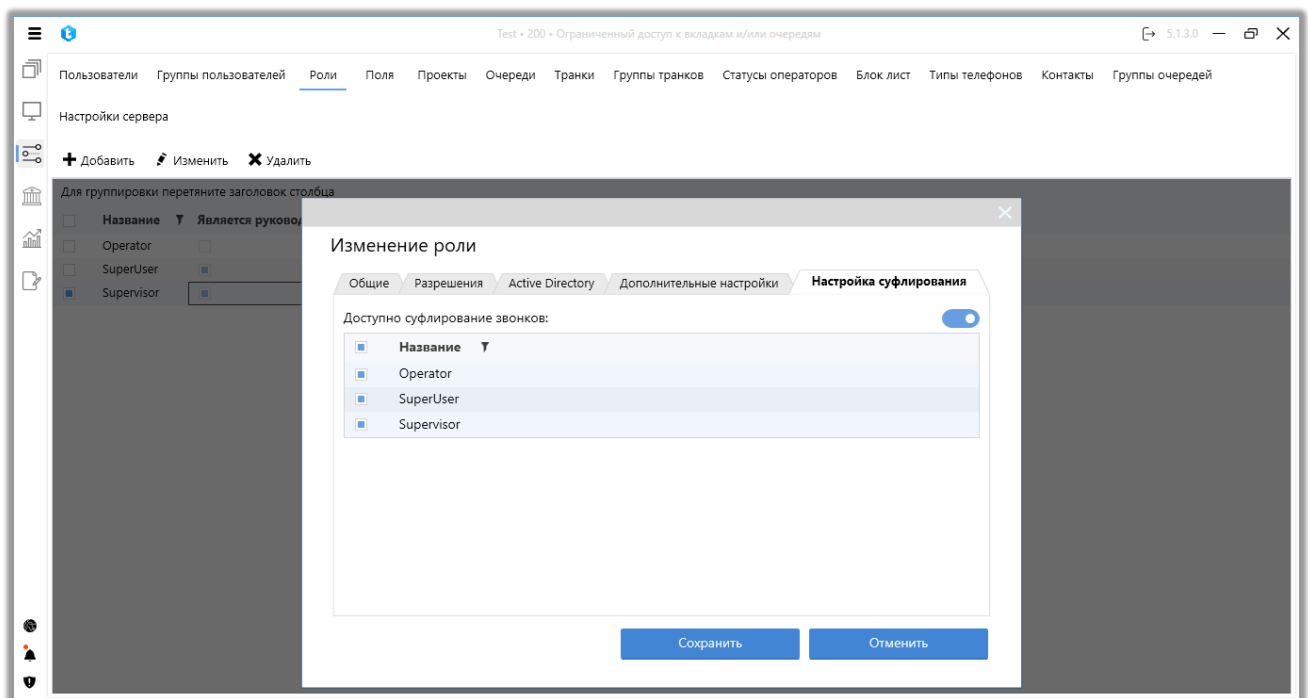 Test • 200 • Ограниченный доступ к вкладкам и/или очередям 5.1.3.0
Пользователи Группы пользователей Роли Поля Проекты Очереди Транки Группы транков Статусы операторов Блок лист Типы телефонов Контакты Группы очередей
Настройки сервера
Добавить Изменить Удалить
Для группировки перетяните заголовок столбца
Название Является руковод
Operator
SuperUser
Supervisor
Изменение роли
Общие Разрешения Active Directory Дополнительные настройки Настройка суфлирования
Доступно суфлирование звонков:
Название
Operator
SuperUser
Supervisor
Сохранить Отменить